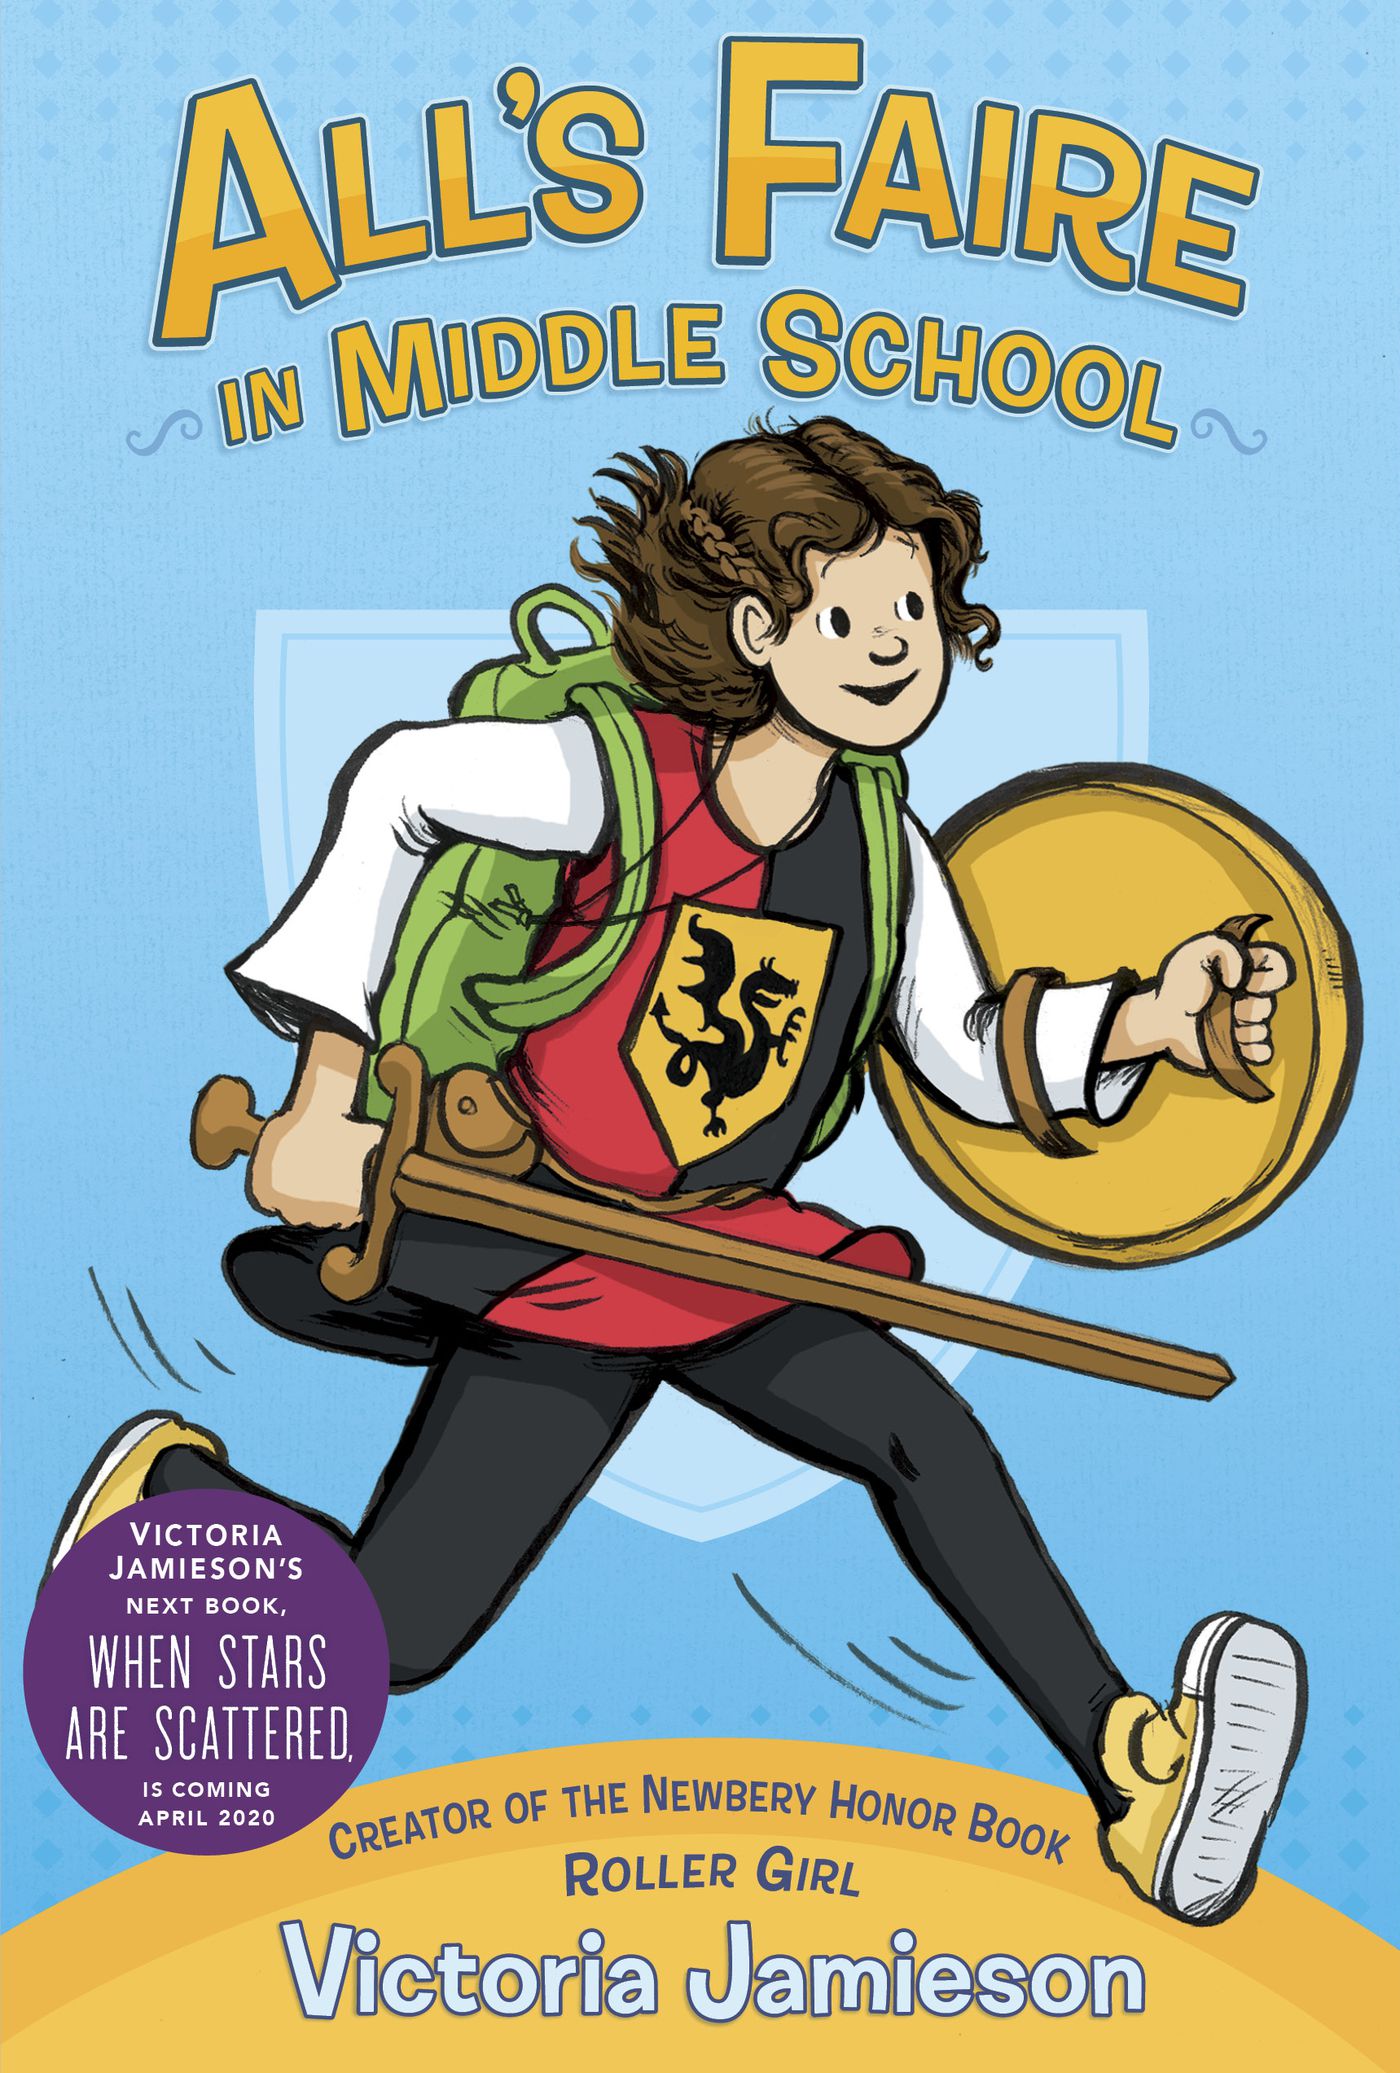 ALL'S FAIRE
IN MIDDLE SCHOOL
VICTORIA
JAMIESON'S
NEXT BOOK,
WHEN STARS
ARE SCATTERED,
IS COMING
APRIL 2020
CREATOR OF THE NEWBERY HONOR BOOK
ROLLER GIRL
Victoria Jamieson